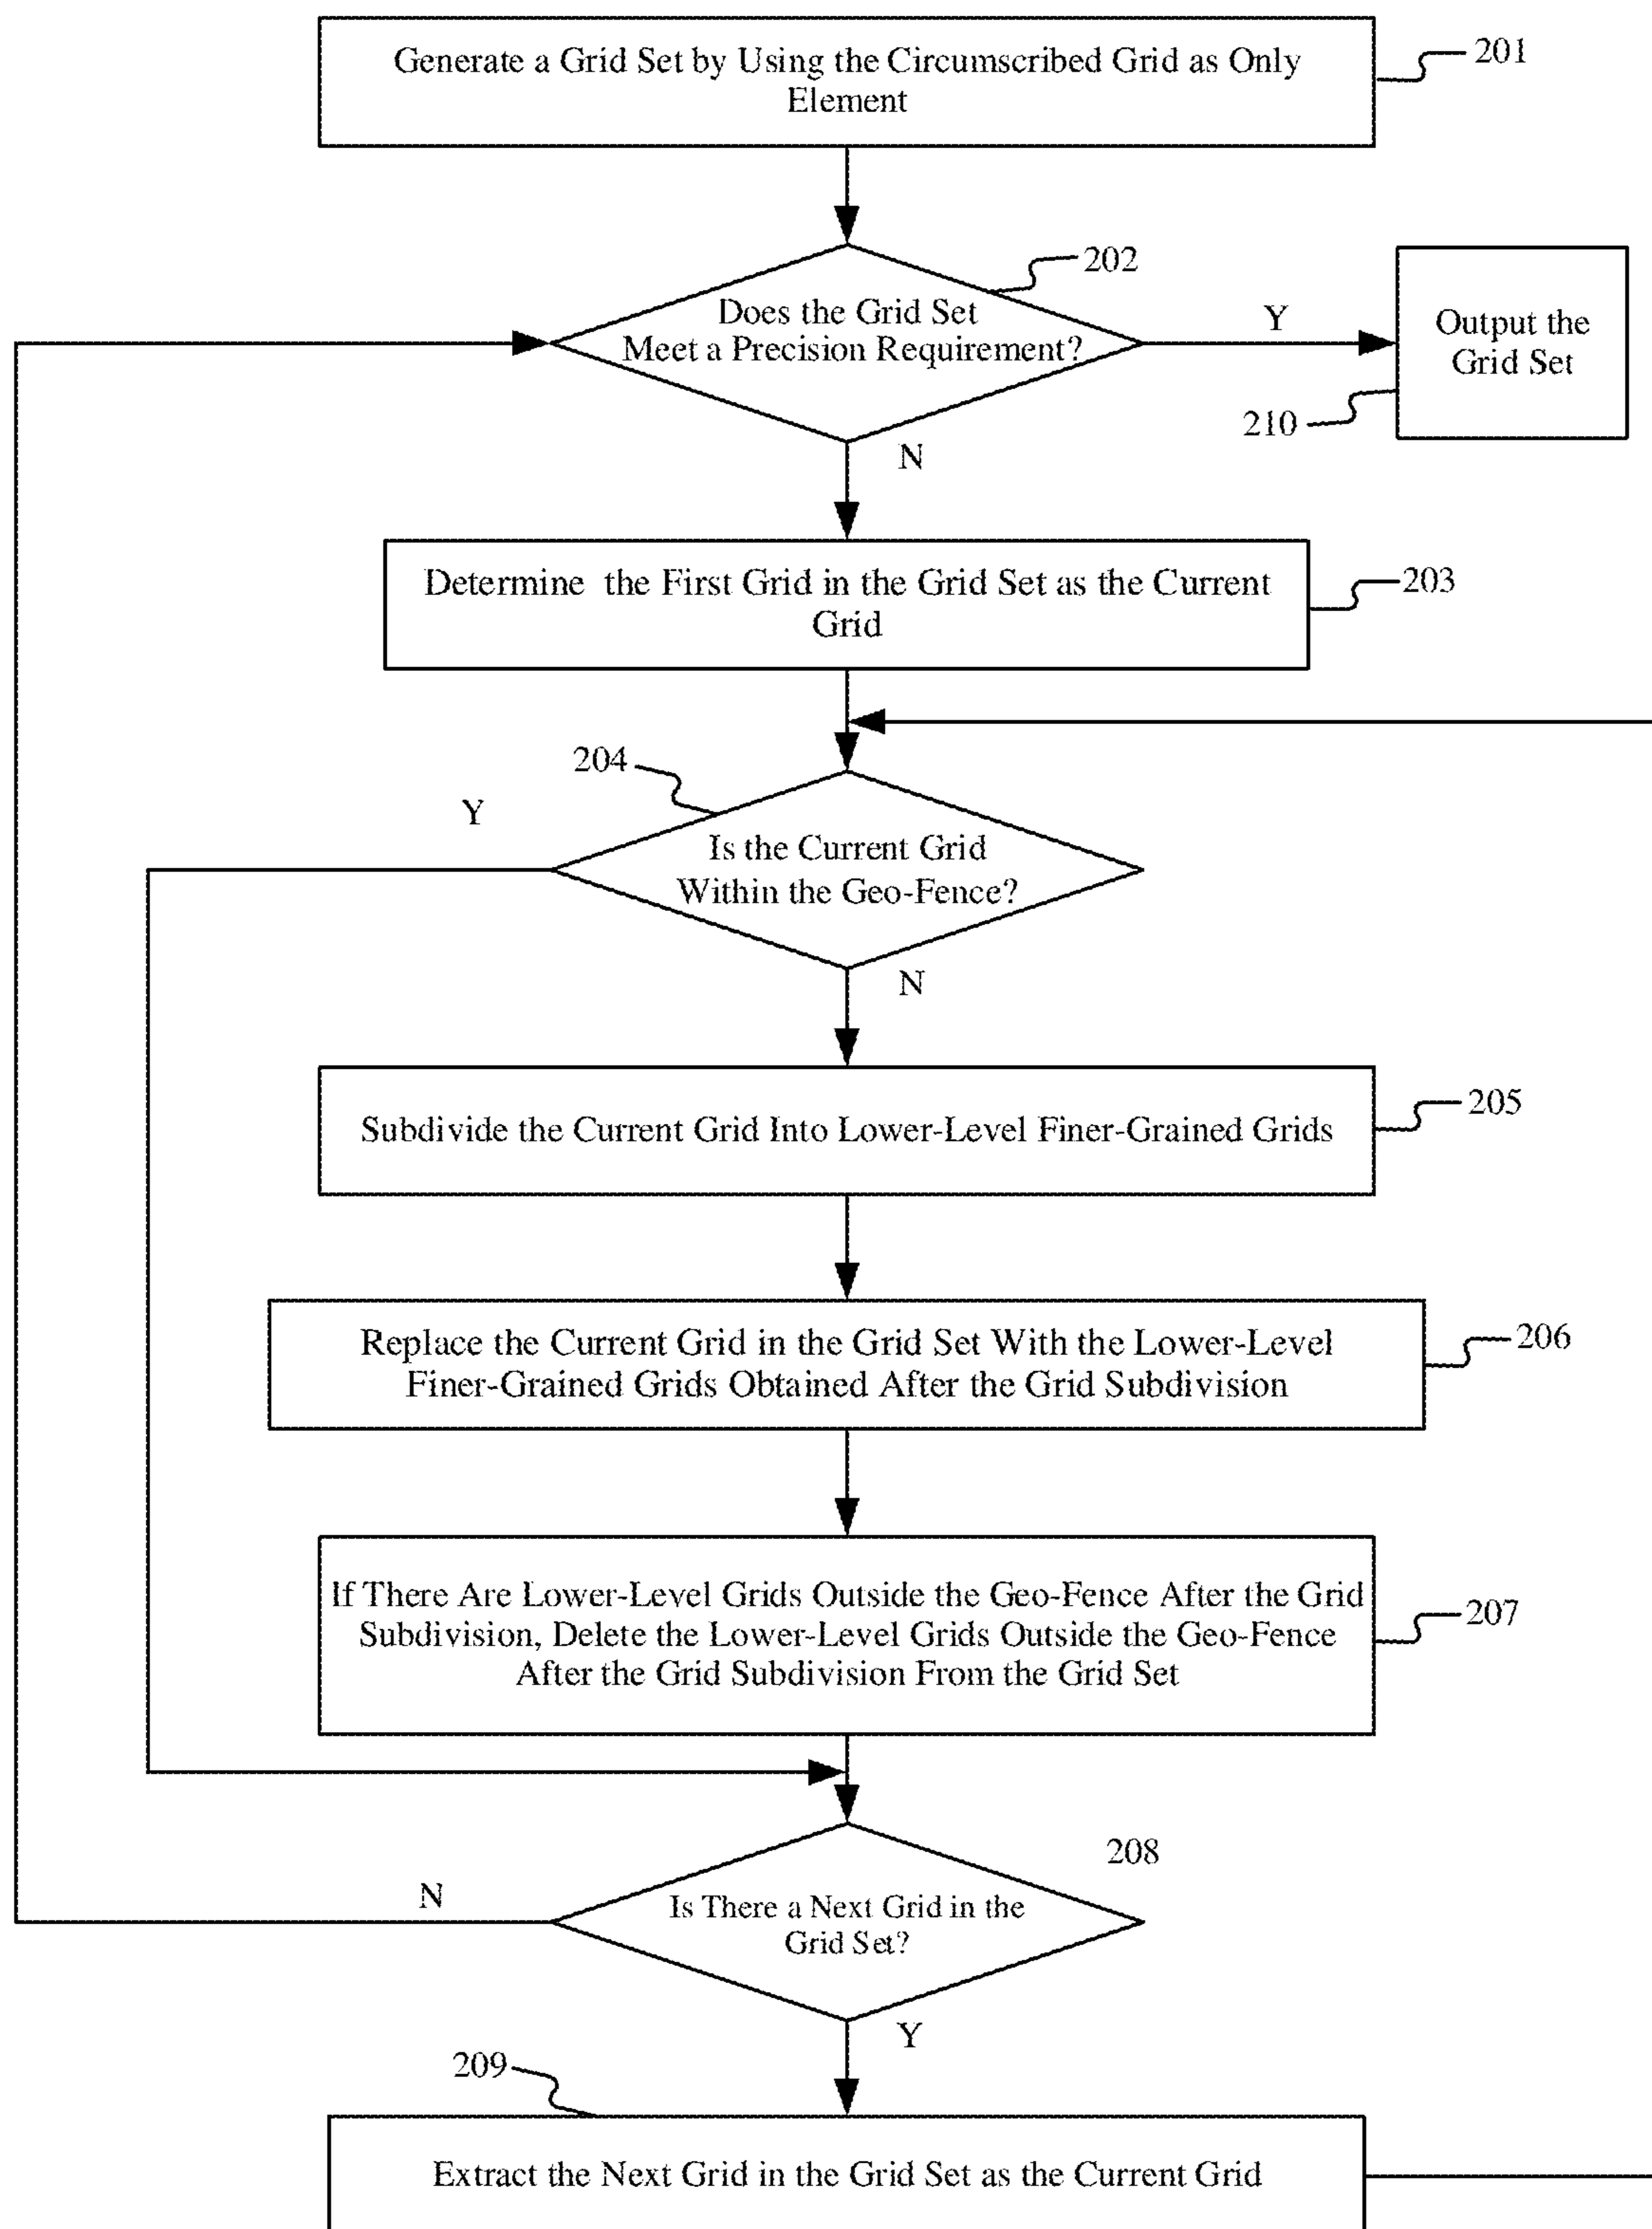 Generate a Grid Set by Using the Circumscribed Grid as Only
Element
201
202
Does the Grid Set
Meet a Precision Requirement?
Y
Output the
Grid Set
210
N
Determine the First Grid in the Grid Set as the Current
Grid
203
204
Y
Is the Current Grid
Within the Geo-Fence?
N
Subdivide the Current Grid Into Lower-Level Finer-Grained Grids
205
Replace the Current Grid in the Grid Set With the Lower-Level
Finer-Grained Grids Obtained After the Grid Subdivision
206
If There Are Lower-Level Grids Outside the Geo-Fence After the Grid
Subdivision, Delete the Lower-Level Grids Outside the Geo-Fence
After the Grid Subdivision From the Grid Set
207
208
N
Is There a Next Grid in the
Grid Set?
Y
209
Extract the Next Grid in the Grid Set as the Current Grid